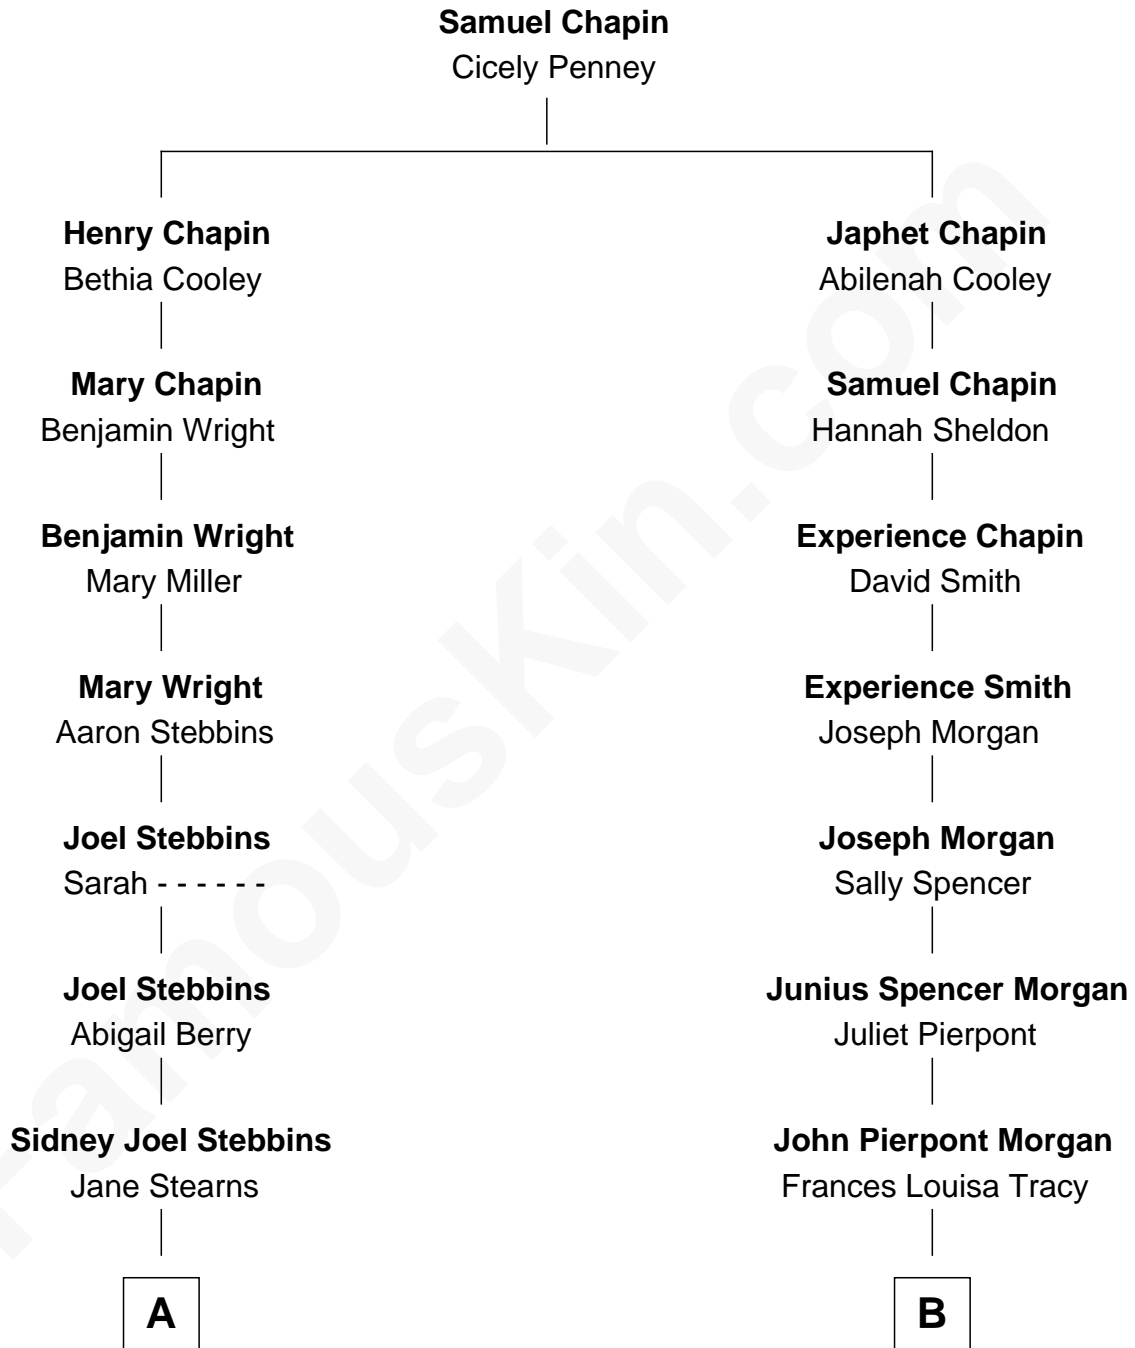 Samuel Chapin
Cicely Penney
Henry Chapin
Bethia Cooley
Japhet Chapin
Abilenah Cooley
Mary Chapin
Benjamin Wright
Samuel Chapin
Hannah Sheldon
Benjamin Wright
Mary Miller
Experience Chapin
David Smith
Mary Wright
Aaron Stebbins
Experience Smith
Joseph Morgan
Joel Stebbins
Sarah - - - - - -
Joseph Morgan
Sally Spencer
Joel Stebbins
Abigail Berry
Junius Spencer Morgan
Juliet Pierpont
Sidney Joel Stebbins
Jane Stearns
John Pierpont Morgan
Frances Louisa Tracy
A
B
FamousKin.com